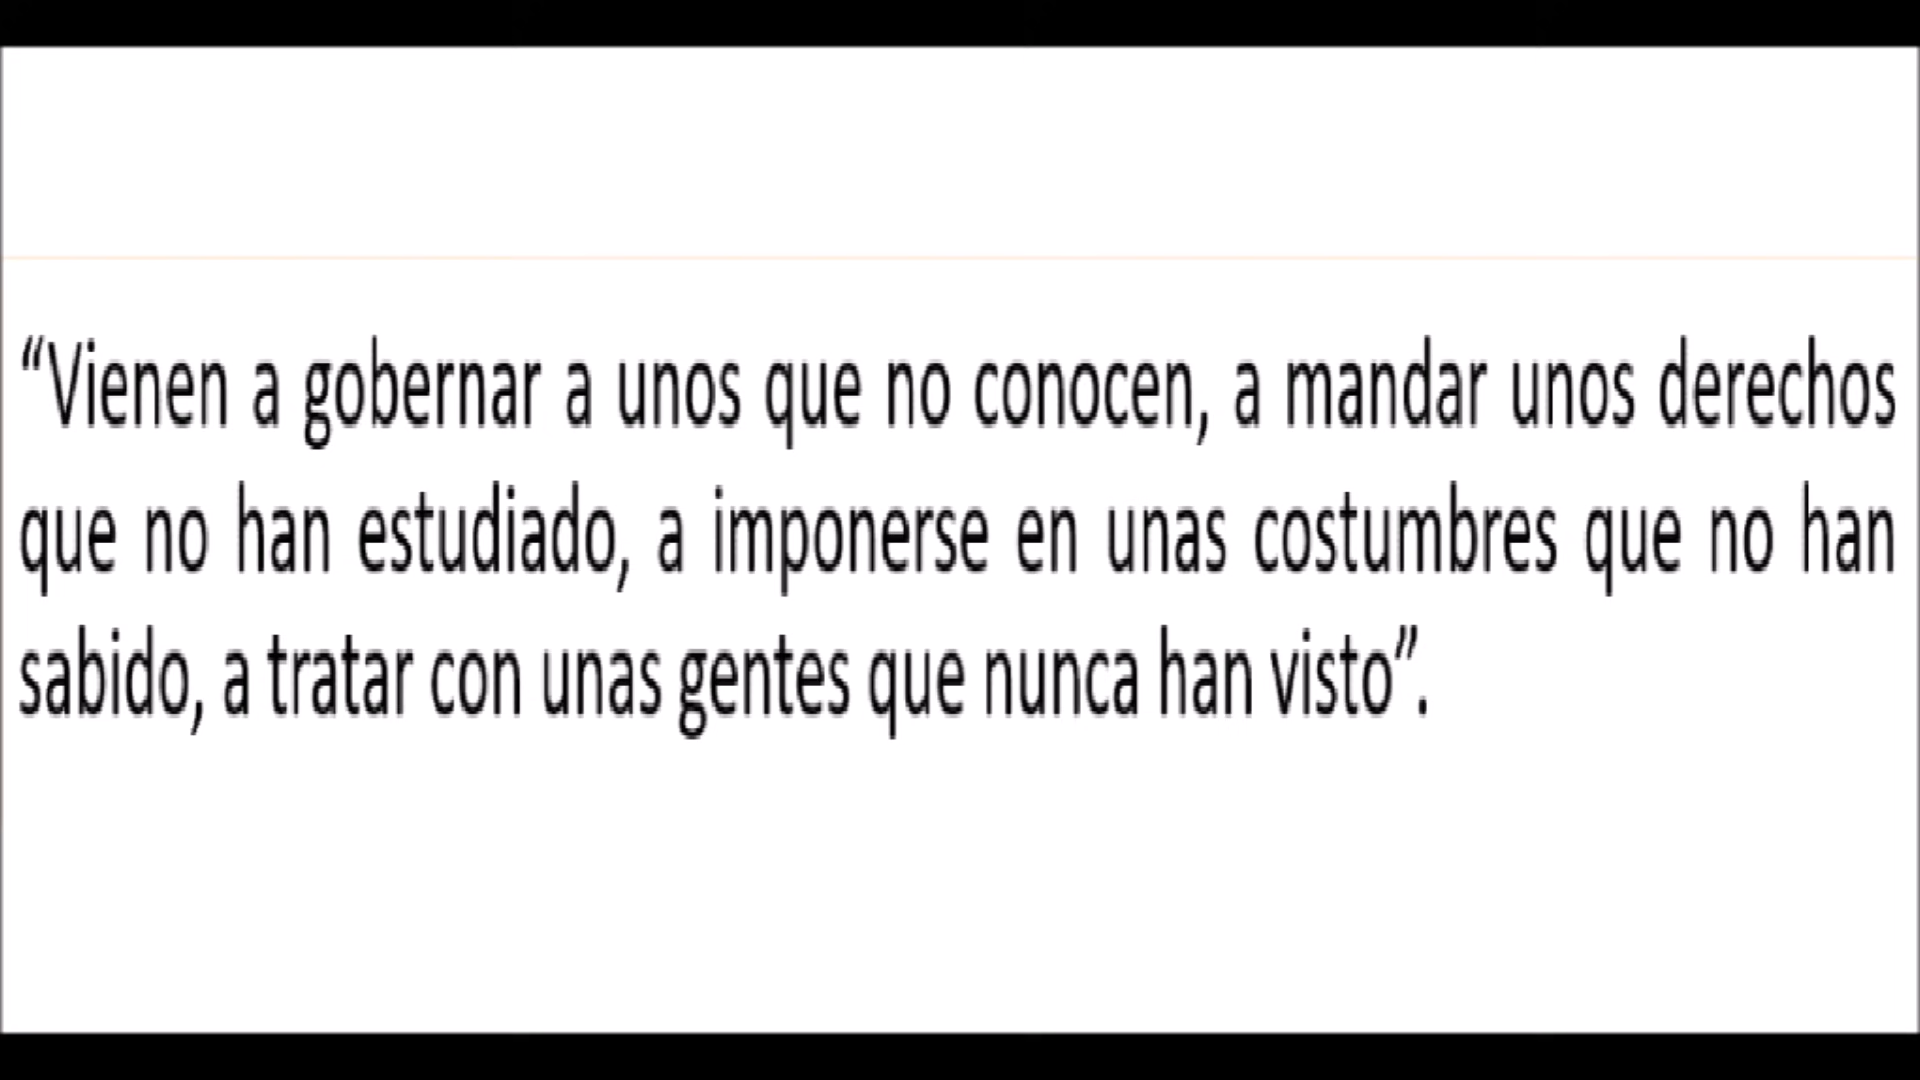 “Vienen a gobernar a unos que no conocen, a mandar unos derechos
que no han estudiado, a imponerse en unas costumbres que no han
sabido, a tratar con unas gentes que nunca han visto”.